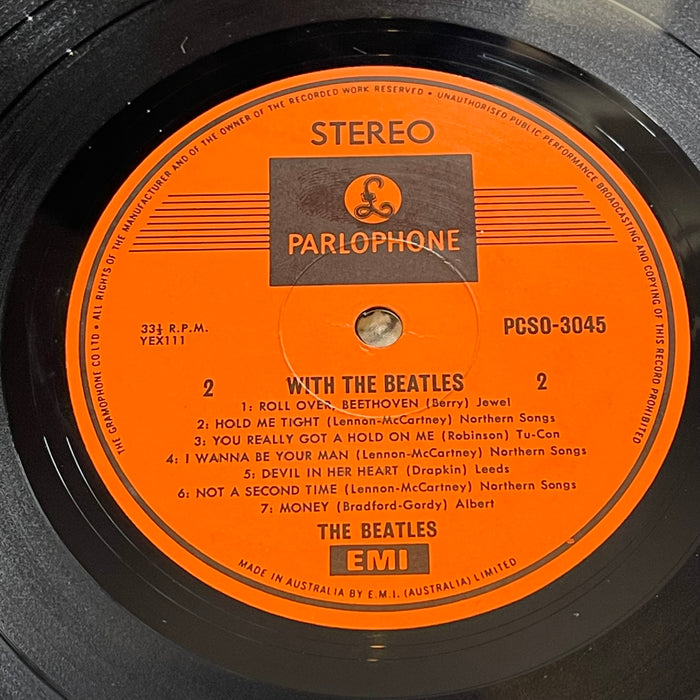 THE GRAMOPHONE CO LTD • ALL RIGHTS OF THE MANUFACTURER AND OF THE OWNER OF THE RECORDED WORK RESERVED • UNAUTHORISED PUBLIC PERFORMANCE BROADCASTING AND COPYING OF THIS RECORD PROHIBITED
STEREO
£
PARLOPHONE
33⅓ R.P.M.
PCSO-3045
YEX111
2 WITH THE BEATLES 2
1: ROLL OVER, BEETHOVEN (Berry) Jewel
2: HOLD ME TIGHT (Lennon-McCartney) Northern Songs
3: YOU REALLY GOT A HOLD ON ME (Robinson) Tu-Con
4: I WANNA BE YOUR MAN (Lennon-McCartney) Northern Songs
5: DEVIL IN HER HEART (Drapkin) Leeds
6: NOT A SECOND TIME (Lennon-McCartney) Northern Songs
7: MONEY (Bradford-Gordy) Albert
THE BEATLES
EMI
MADE IN AUSTRALIA BY E.M.I. (AUSTRALIA) LIMITED